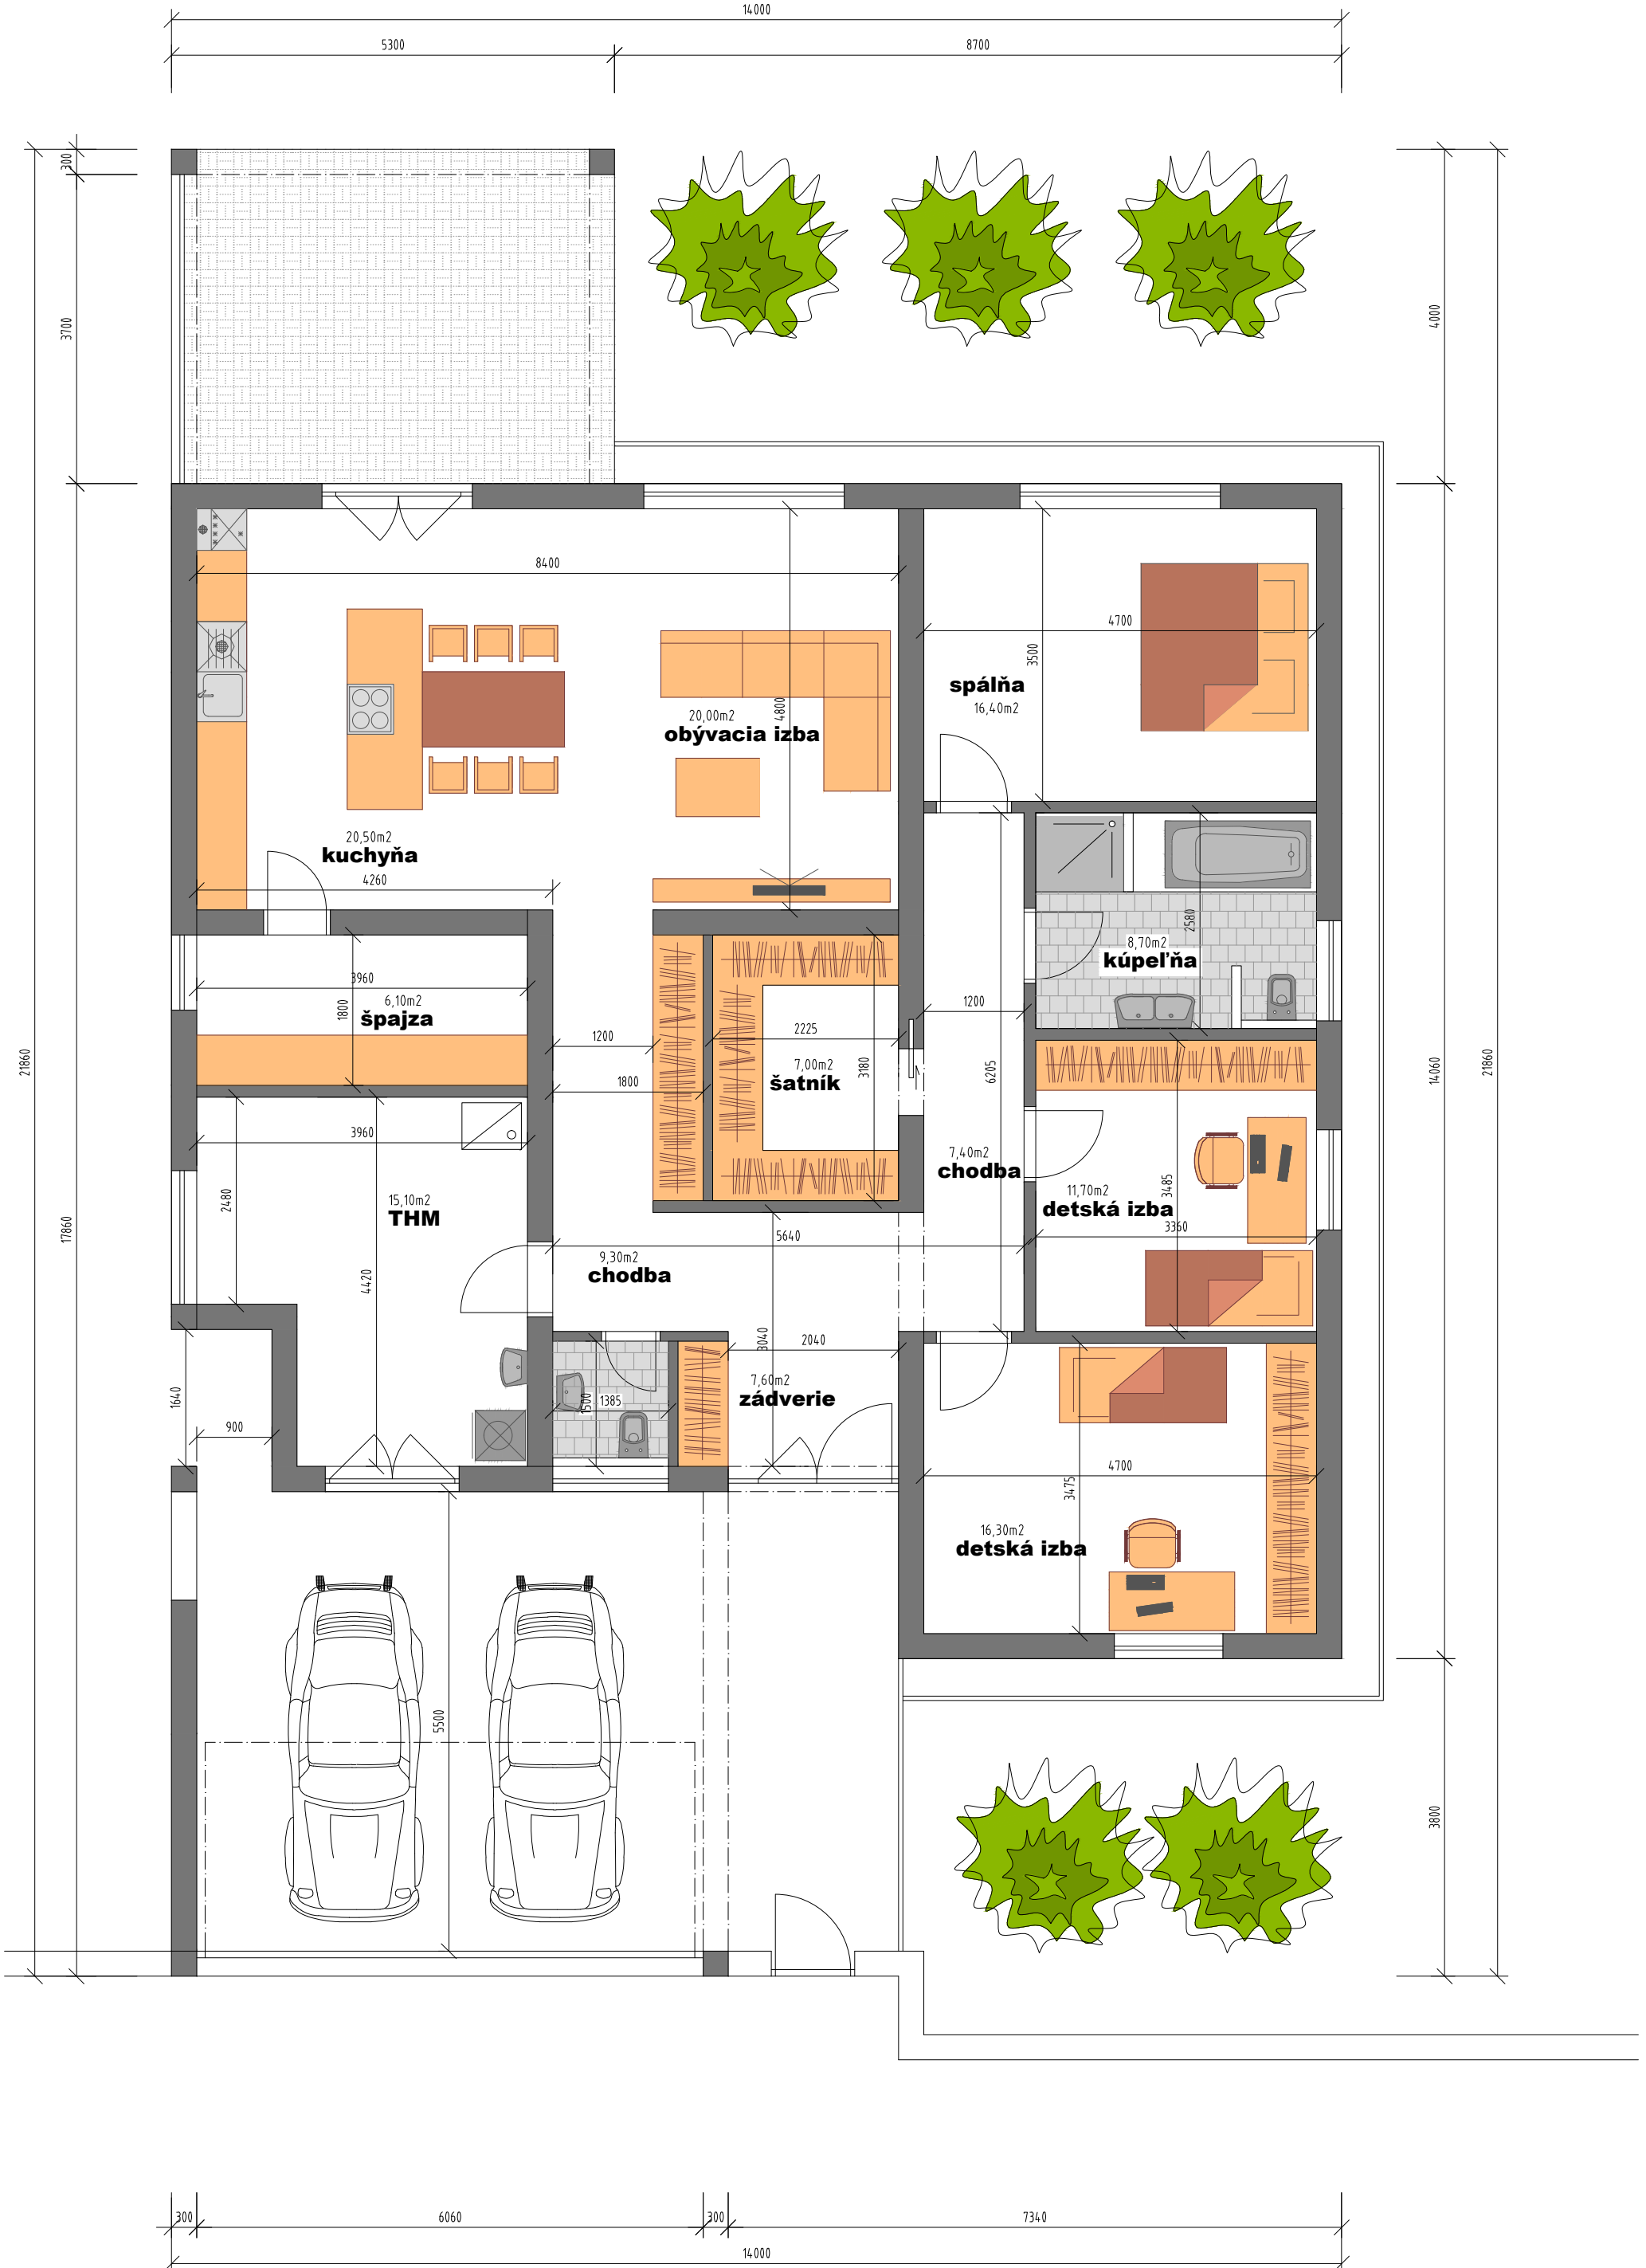 14000
5300
8700
300
3700
4000
8400
4700
3500
spálňa
16,40m2
20,00m2
4800
obývacia izba
20,50m2
kuchyňa
4260
2580
8,70m2
kúpeľňa
3960
1800
6,10m2
špajza
1200
1200
2225
1800
7,00m2
šatník
3180
6205
21860
14060
21860
3960
7,40m2
chodba
2480
15,10m2
THM
11,70m2
3485
detská izba
3360
17860
5640
4420
9,30m2
chodba
3040
2040
1640
1500
1385
7,60m2
zádverie
900
4700
3475
16,30m2
detská izba
5500
3800
300
6060
300
7340
14000